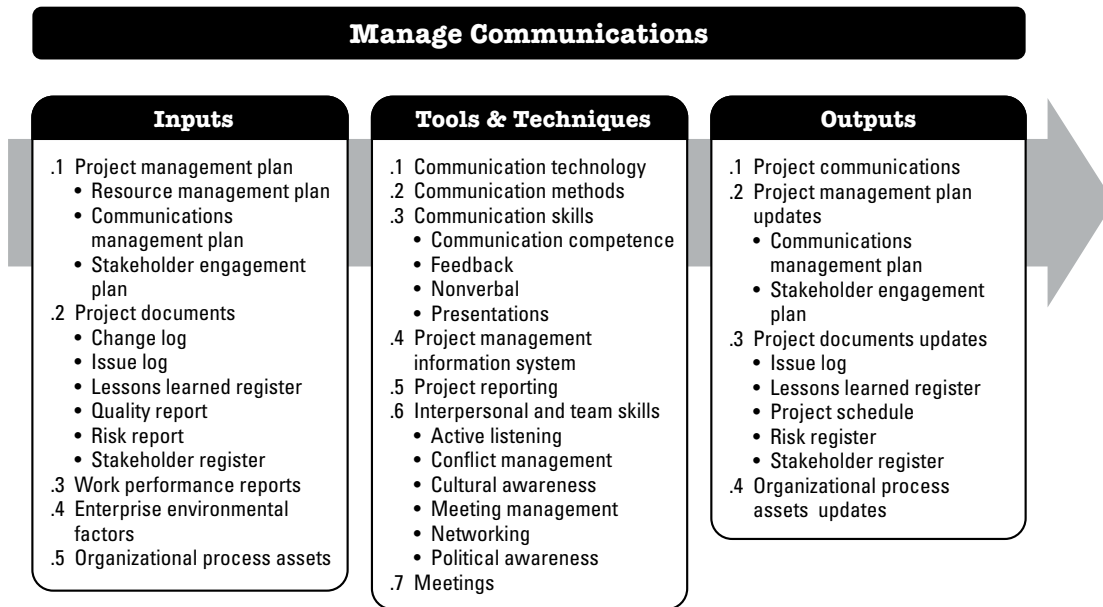 Manage Communications
Inputs
.1 Project management plan
• Resource management plan
• Communications
management plan
• Stakeholder engagement
plan
.2 Project documents
• Change log
• Issue log
• Lessons learned register
• Quality report
• Risk report
• Stakeholder register
.3 Work performance reports
.4 Enterprise environmental
factors
.5 Organizational process assets
Tools & Techniques
.1 Communication technology
.2 Communication methods
.3 Communication skills
• Communication competence
• Feedback
• Nonverbal
• Presentations
.4 Project management
information system
.5 Project reporting
.6 Interpersonal and team skills
• Active listening
• Conflict management
• Cultural awareness
• Meeting management
• Networking
• Political awareness
.7 Meetings
Outputs
.1 Project communications
.2 Project management plan
updates
• Communications
management plan
• Stakeholder engagement
plan
.3 Project documents updates
• Issue log
• Lessons learned register
• Project schedule
• Risk register
• Stakeholder register
.4 Organizational process
assets updates